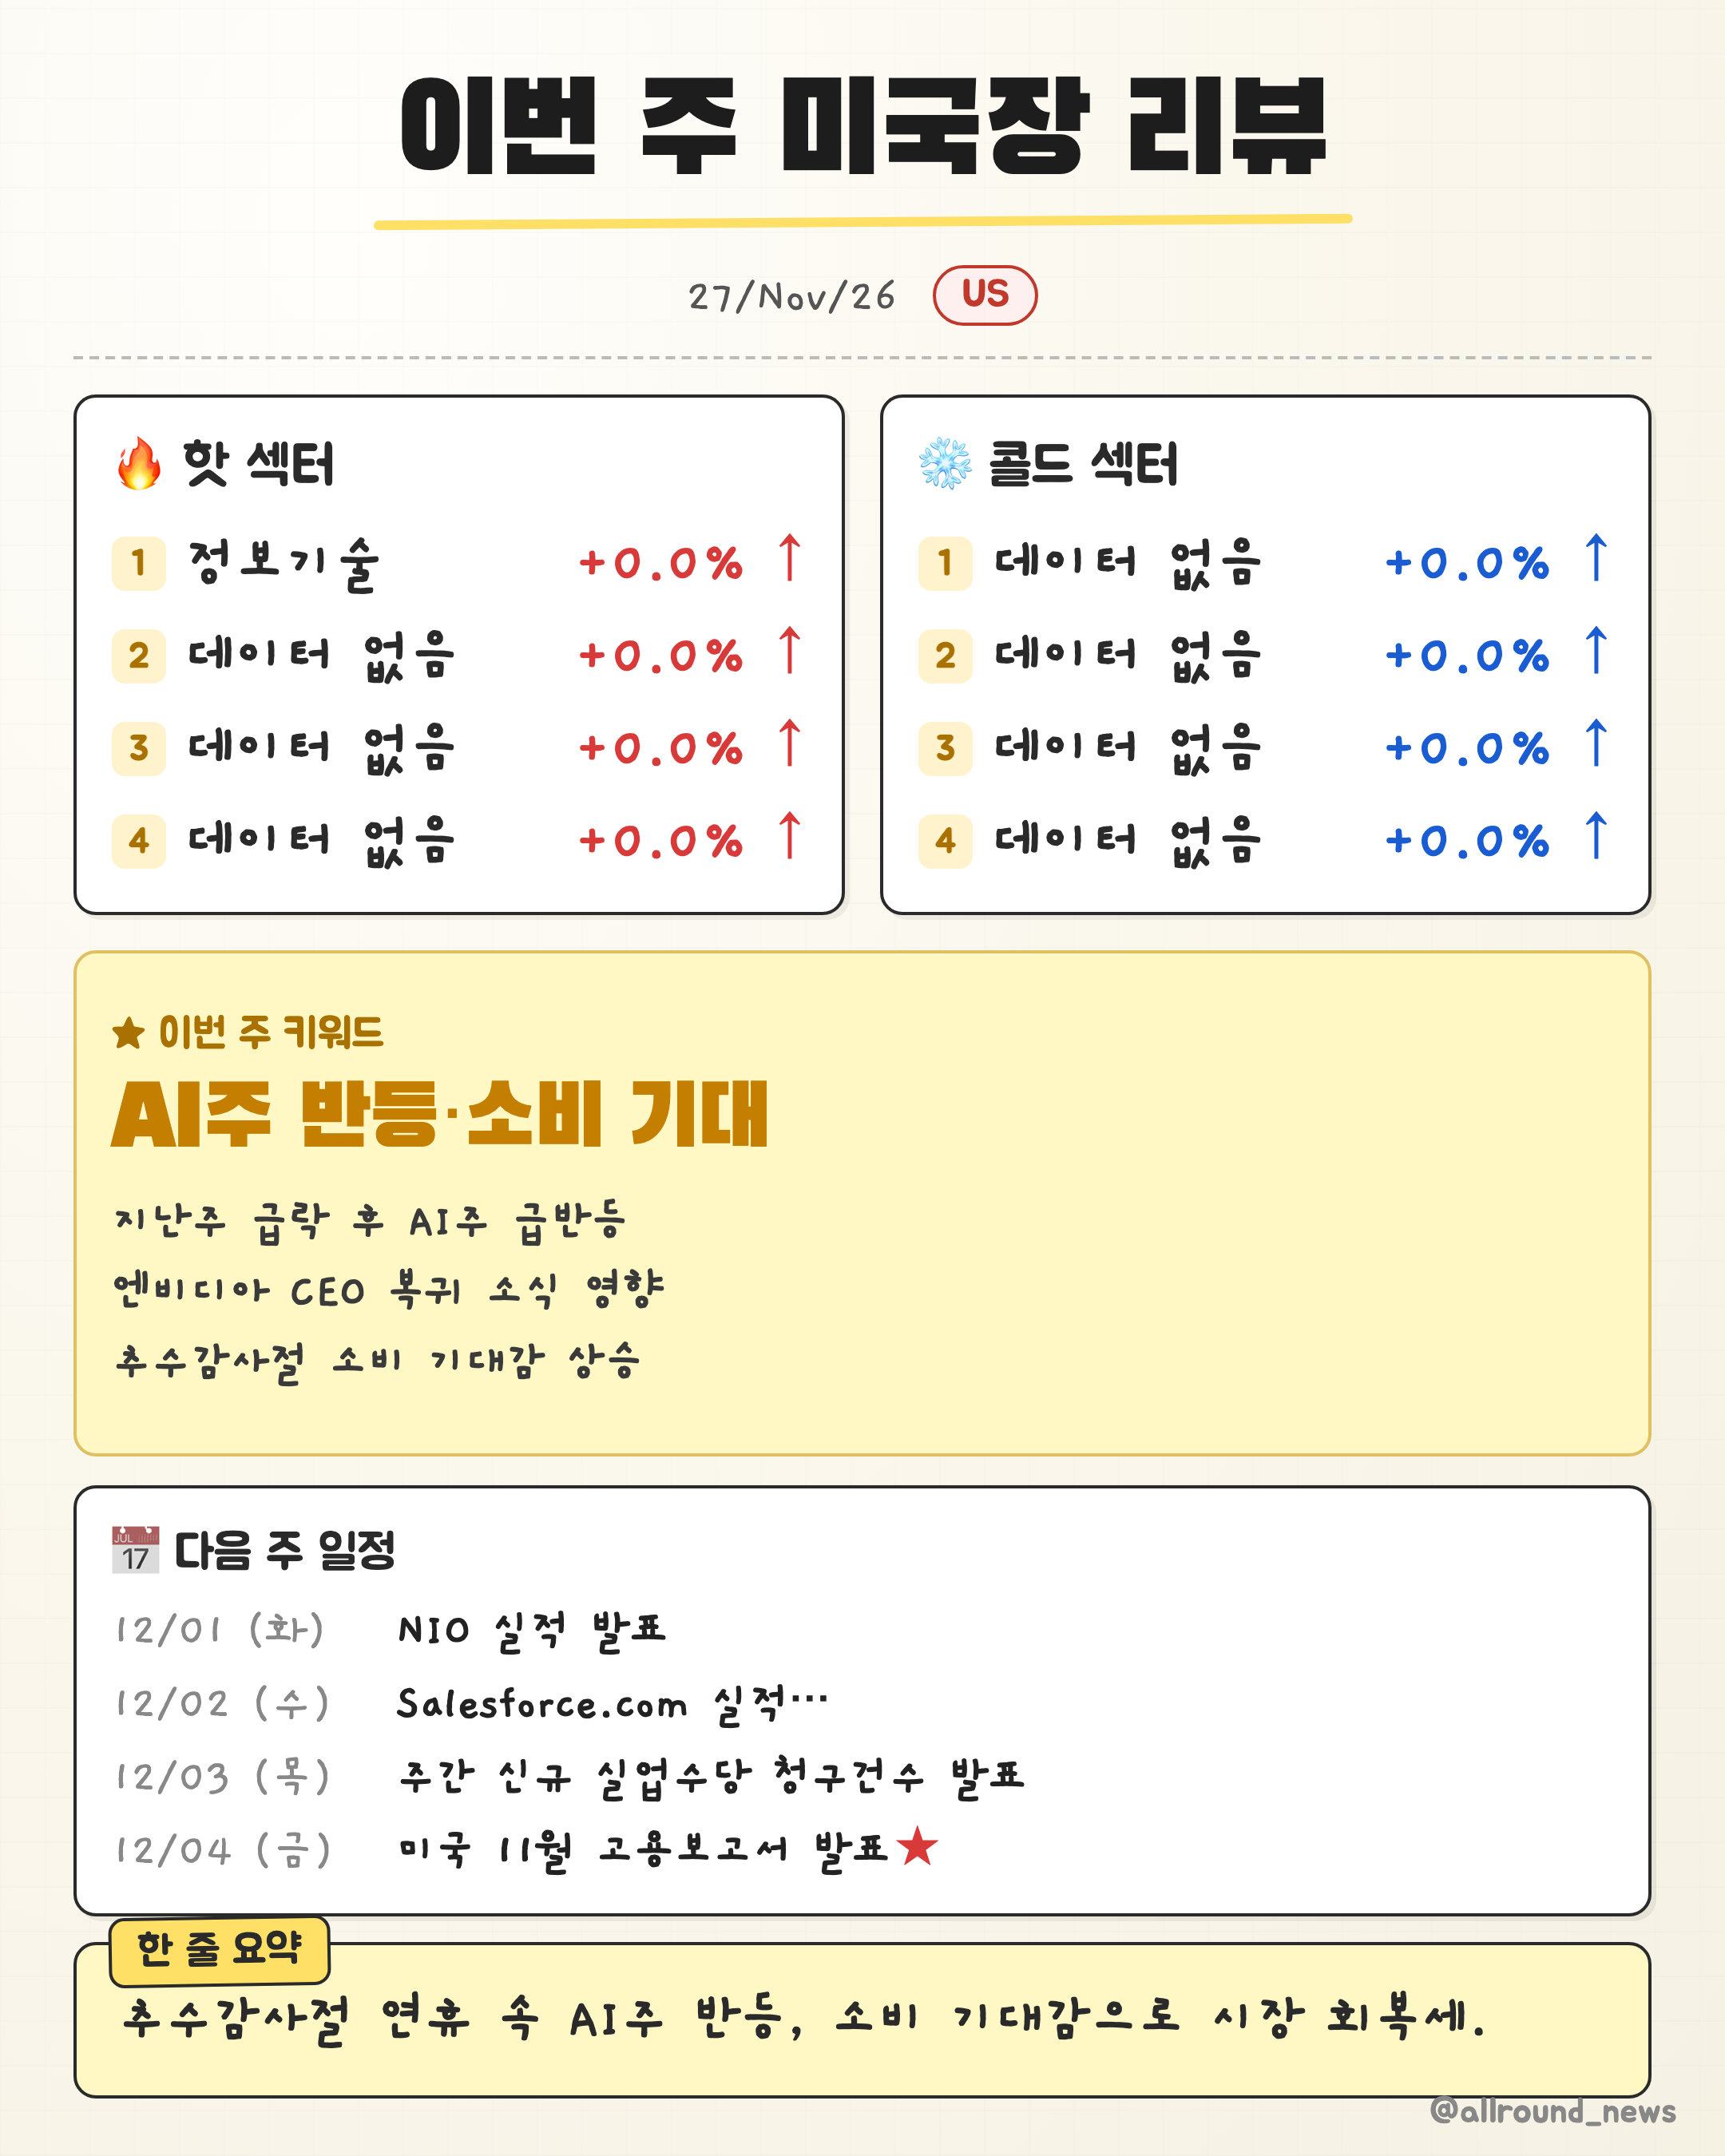 이번 주 미국장 리뷰
27/Nov/26 US
🔥 핫 섹터
1 정보기술 +0.0% ↑
2 데이터 없음 +0.0% ↑
3 데이터 없음 +0.0% ↑
4 데이터 없음 +0.0% ↑
❄️ 콜드 섹터
1 데이터 없음 +0.0% ↑
2 데이터 없음 +0.0% ↑
3 데이터 없음 +0.0% ↑
4 데이터 없음 +0.0% ↑
★ 이번 주 키워드
AI주 반등·소비 기대
지난주 급락 후 AI주 급반등
엔비디아 CEO 복귀 소식 영향
추수감사절 소비 기대감 상승
JUL 17 다음 주 일정
12/01 (화) NIO 실적 발표
12/02 (수) Salesforce.com 실적…
12/03 (목) 주간 신규 실업수당 청구건수 발표
12/04 (금) 미국 11월 고용보고서 발표★
한 줄 요약
추수감사절 연휴 속 AI주 반등, 소비 기대감으로 시장 회복세.
@allround_news